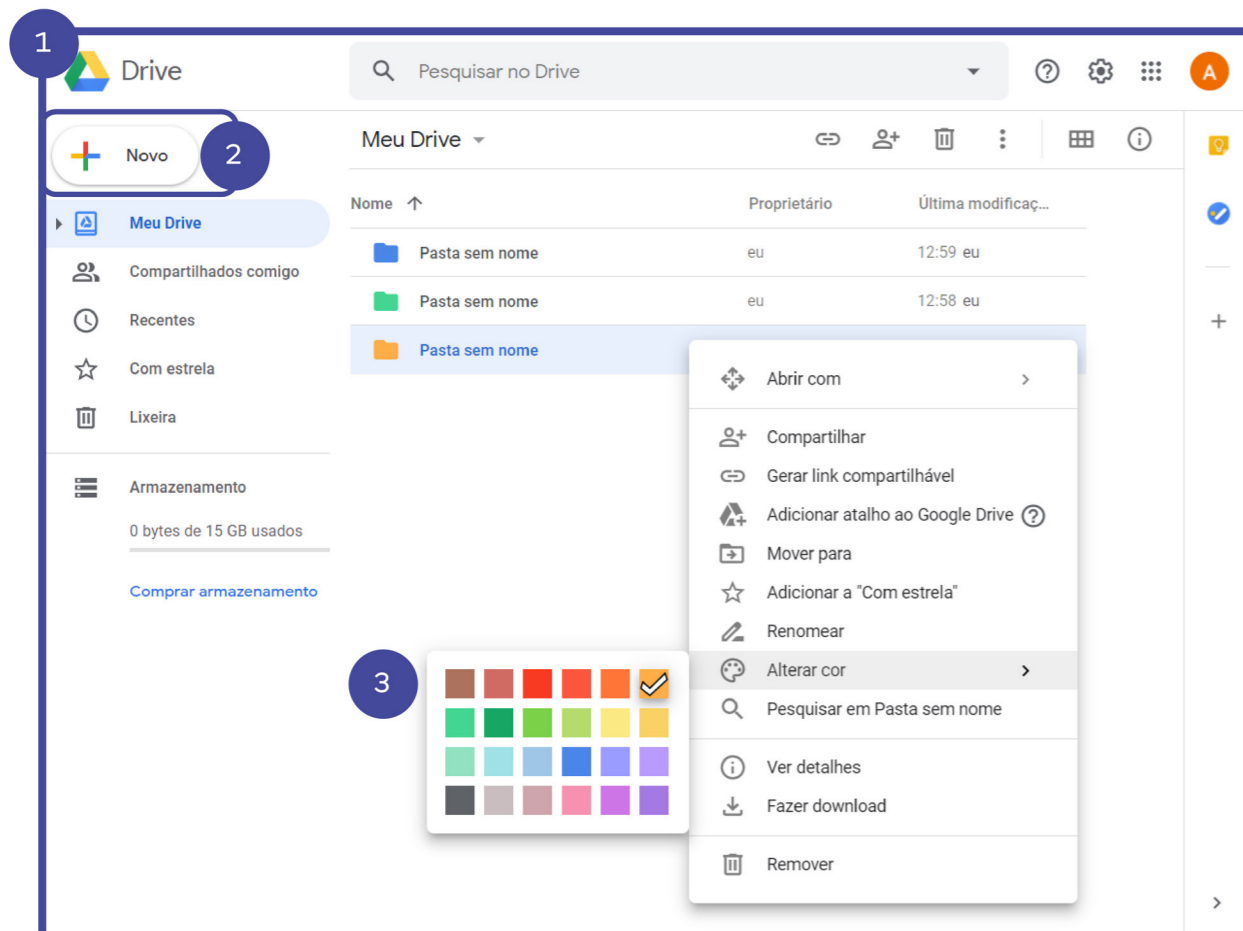 1
Drive
Pesquisar no Drive
A
Novo
2
Meu Drive
Nome
Proprietário
Última modificaç...
Meu Drive
Compartilhados comigo
Recentes
Com estrela
Lixeira
Armazenamento
0 bytes de 15 GB usados
Comprar armazenamento
Pasta sem nome eu 12:59 eu
Pasta sem nome eu 12:58 eu
Pasta sem nome
Abrir com
Compartilhar
Gerar link compartilhável
Adicionar atalho ao Google Drive
Mover para
Adicionar a "Com estrela"
Renomear
3
Alterar cor
Pesquisar em Pasta sem nome
Ver detalhes
Fazer download
Remover